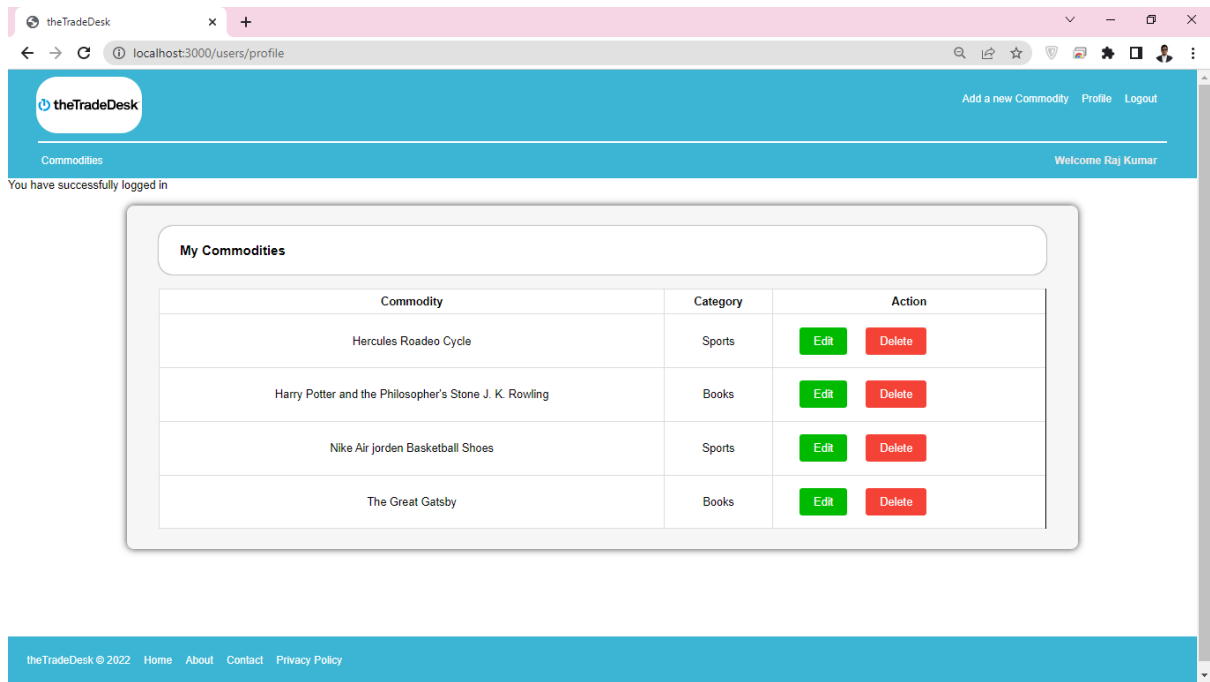 theTradeDesk
localhost:3000/users/profile
theTradeDesk
Add a new Commodity Profile Logout
Commodities
Welcome Raj Kumar
You have successfully logged in
My Commodities
Commodity Category Action
Hercules Roadeo Cycle Sports Edit Delete
Harry Potter and the Philosopher's Stone J. K. Rowling Books Edit Delete
Nike Air jorden Basketball Shoes Sports Edit Delete
The Great Gatsby Books Edit Delete
theTradeDesk © 2022 Home About Contact Privacy Policy